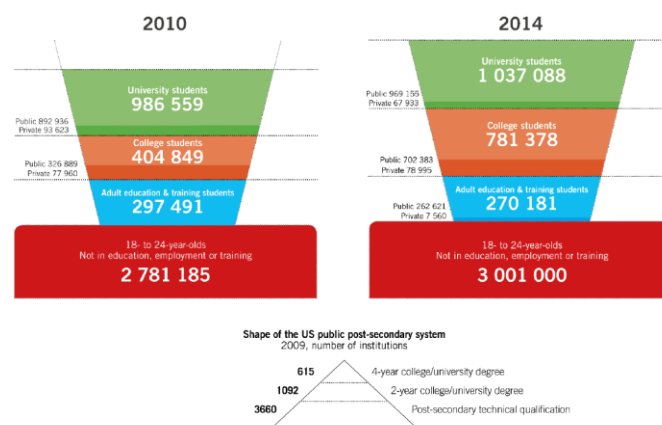 2010
University students
986 559
Public 892 936
Private 93 623
College students
404 849
Public 326 889
Private 77 960
Adult education & training students
297 491
18- to 24-year-olds
Not in education, employment or training
2 781 185
2014
University students
1 037 088
Public 969 155
Private 67 933
College students
781 378
Public 702 383
Private 78 995
Adult education & training students
270 181
Public 262 621
Private 7 560
18- to 24-year-olds
Not in education, employment or training
3 001 000
Shape of the US public post-secondary system
2009, number of institutions
615 4-year college/university degree
1092 2-year college/university degree
3660 Post-secondary technical qualification